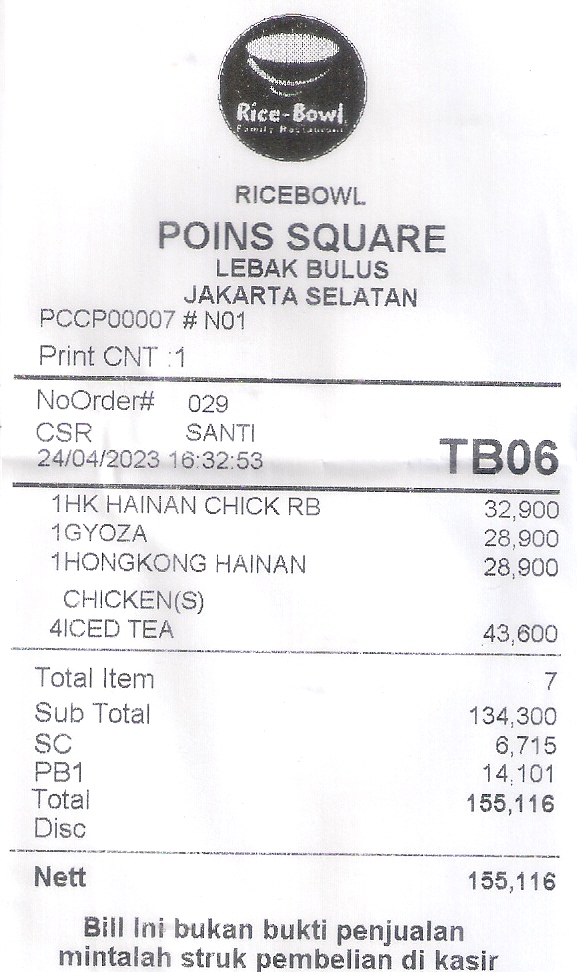 Rice-Bowl
Family Restaurant
RICEBOWL
POINS SQUARE
LEBAK BULUS
JAKARTA SELATAN
PCCP00007 # N01
Print CNT :1
NoOrder# 029
CSR SANTI
24/04/2023 16:32:53 TB06
1HK HAINAN CHICK RB 32,900
1GYOZA 28,900
1HONGKONG HAINAN 28,900
CHICKEN(S)
4ICED TEA 43,600
Total Item 7
Sub Total 134,300
SC 6,715
PB1 14,101
Total 155,116
Disc
Nett 155,116
Bill Ini bukan bukti penjualan
mintalah struk pembelian di kasir